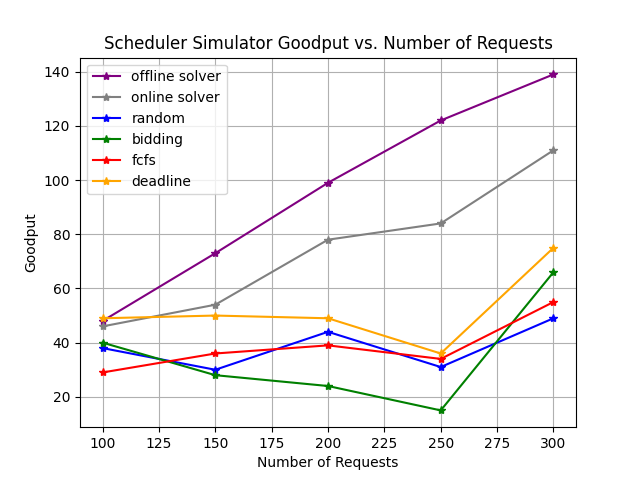 Scheduler Simulator Goodput vs. Number of Requests
offline solver
online solver
random
bidding
fcfs
deadline
Goodput
140
120
100
80
60
40
20
100 125 150 175 200 225 250 275 300
Number of Requests